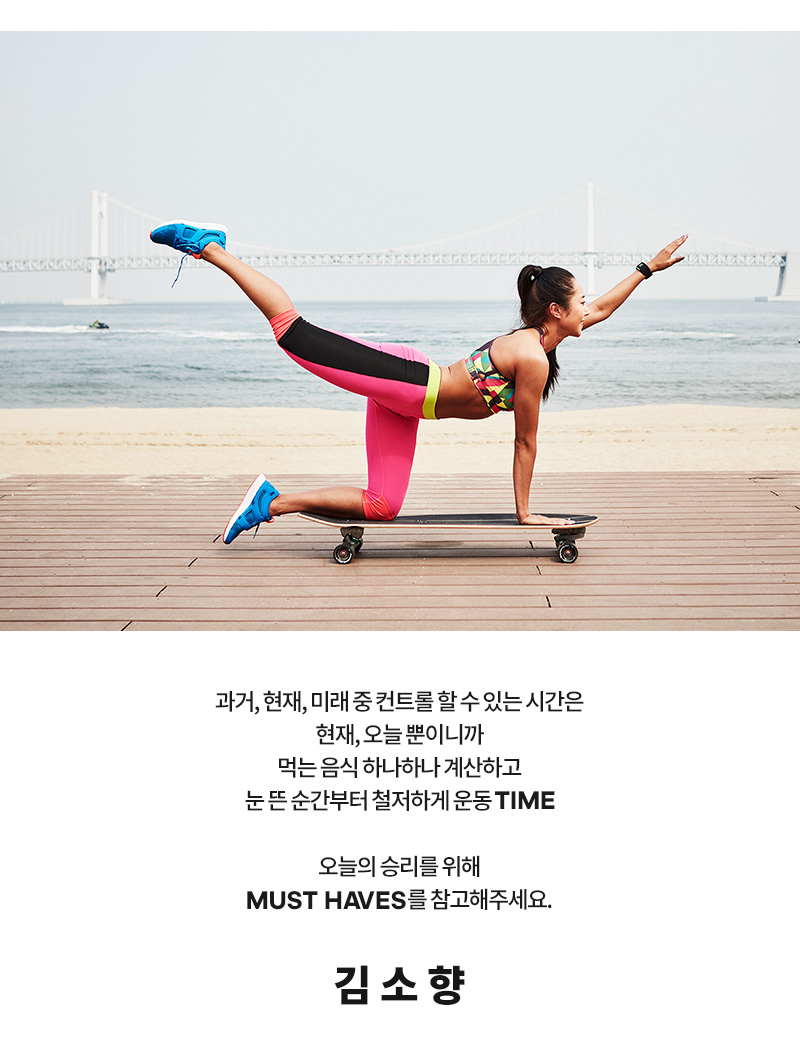 과거, 현재, 미래 중 컨트롤 할 수 있는 시간은
현재, 오늘 뿐이니까
먹는 음식 하나하나 계산하고
눈 뜬 순간부터 철저하게 운동 TIME
오늘의 승리를 위해
MUST HAVES를 참고해주세요.
김소향